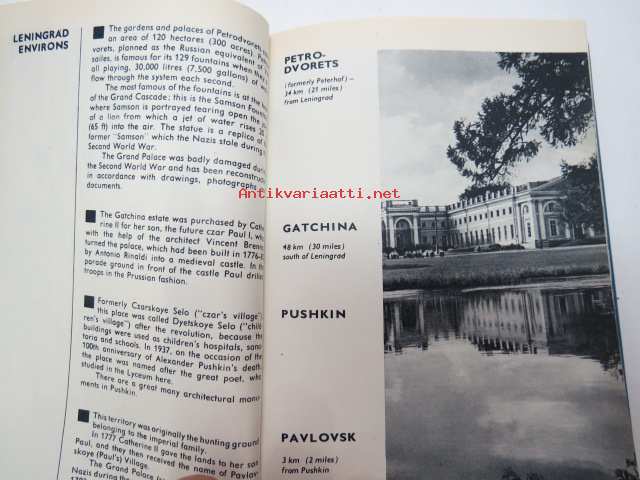 LENINGRAD
ENVIRONS
The gardens and palaces of Petrodvorets
an area of 120 hectares (300 acres).
vorets, planned as the Russian equivalent of
sailes, is famous for its 129 fountains when the
all playing, 30,000 litres (7,500 gallons) of
flow through the system each second.
The most famous of the fountains is at the
of the Grand Cascade; this is the Samson
where Samson is portrayed tearing open the
of a lion from which a jet of water rises 20
(65 ft) into the air. The statue is a replica of
former "Samson" which the Nazis stole during
Second World War.
The Grand Palace was badly damaged
the Second World War and has been
in accordance with drawings, photographs
documents.
The Gatchina estate was purchased by
rine II for her son, the future czar Paul I,
with the help of the architect Vincent
turned the palace, which had been built in
by Antonio Rinaldi into a medieval castle. In
parade ground in front of the castle Paul
troops in the Prussian fashion.
Formerly Czarskoye Selo ("czar's village")
this place was called Dyetskoye Selo
ren's village") after the revolution, because the
buildings were used as children's hospitals,
toria and schools. In 1937, on the occasion of the
100th anniversary of Alexander Pushkin's death,
the place was named after the great poet, who
studied in the Lyceum here.
There are a great many architectural
ments in Pushkin.
This territory was originally the hunting ground
belonging to the imperial family.
In 1777 Catherine II gave the lands to her son
Paul, and they then received the name of
skoye (Paul's) Village.
The Grand Palace
Nazis during the
PETRO-
DVORETS
(formerly Peterhof) –
34 km (21 miles)
from Leningrad
GATCHINA
48 km (30 miles)
south of Leningrad
PUSHKIN
PAVLOVSK
3 km (2 miles)
from Pushkin
Antikvariaatti.net